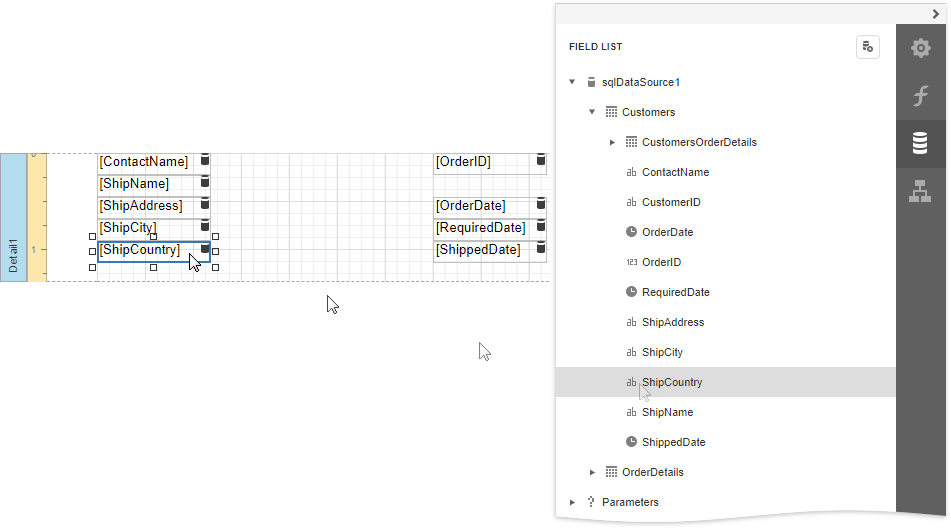 FIELD LIST
sqlDataSource1
Customers
CustomersOrderDetails
ContactName
CustomerID
OrderDate
OrderID
RequiredDate
ShipAddress
ShipCity
ShipCountry
ShipName
ShippedDate
OrderDetails
Parameters
Detail1
0
1
[ContactName] [OrderID]
[ShipName]
[ShipAddress] [OrderDate]
[ShipCity] [RequiredDate]
[ShipCountry] [ShippedDate]
ab
ab
123
ab
ab
ab
ab